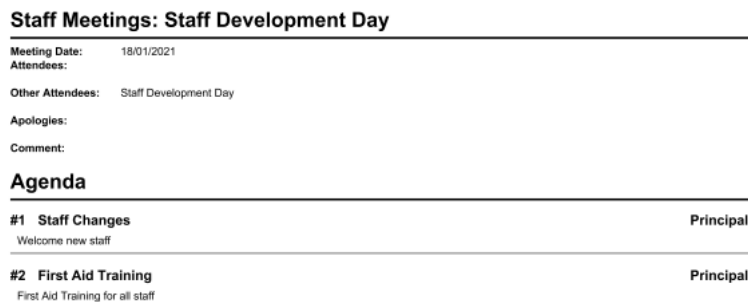 Staff Meetings: Staff Development Day
Meeting Date: 18/01/2021
Attendees:
Other Attendees: Staff Development Day
Apologies:
Comment:
Agenda
#1 Staff Changes Principal
Welcome new staff
#2 First Aid Training Principal
First Aid Training for all staff